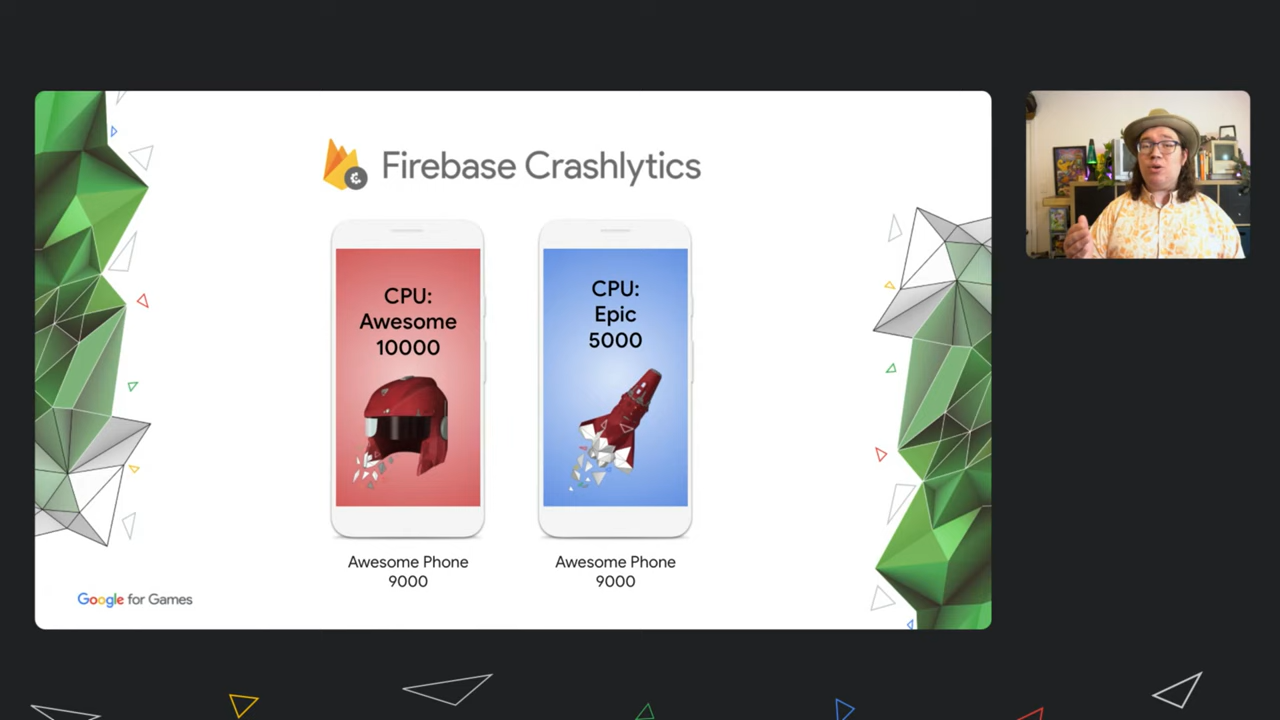 Firebase Crashlytics
CPU:
Awesome
10000
CPU:
Epic
5000
Awesome Phone
9000
Awesome Phone
9000
Google for Games